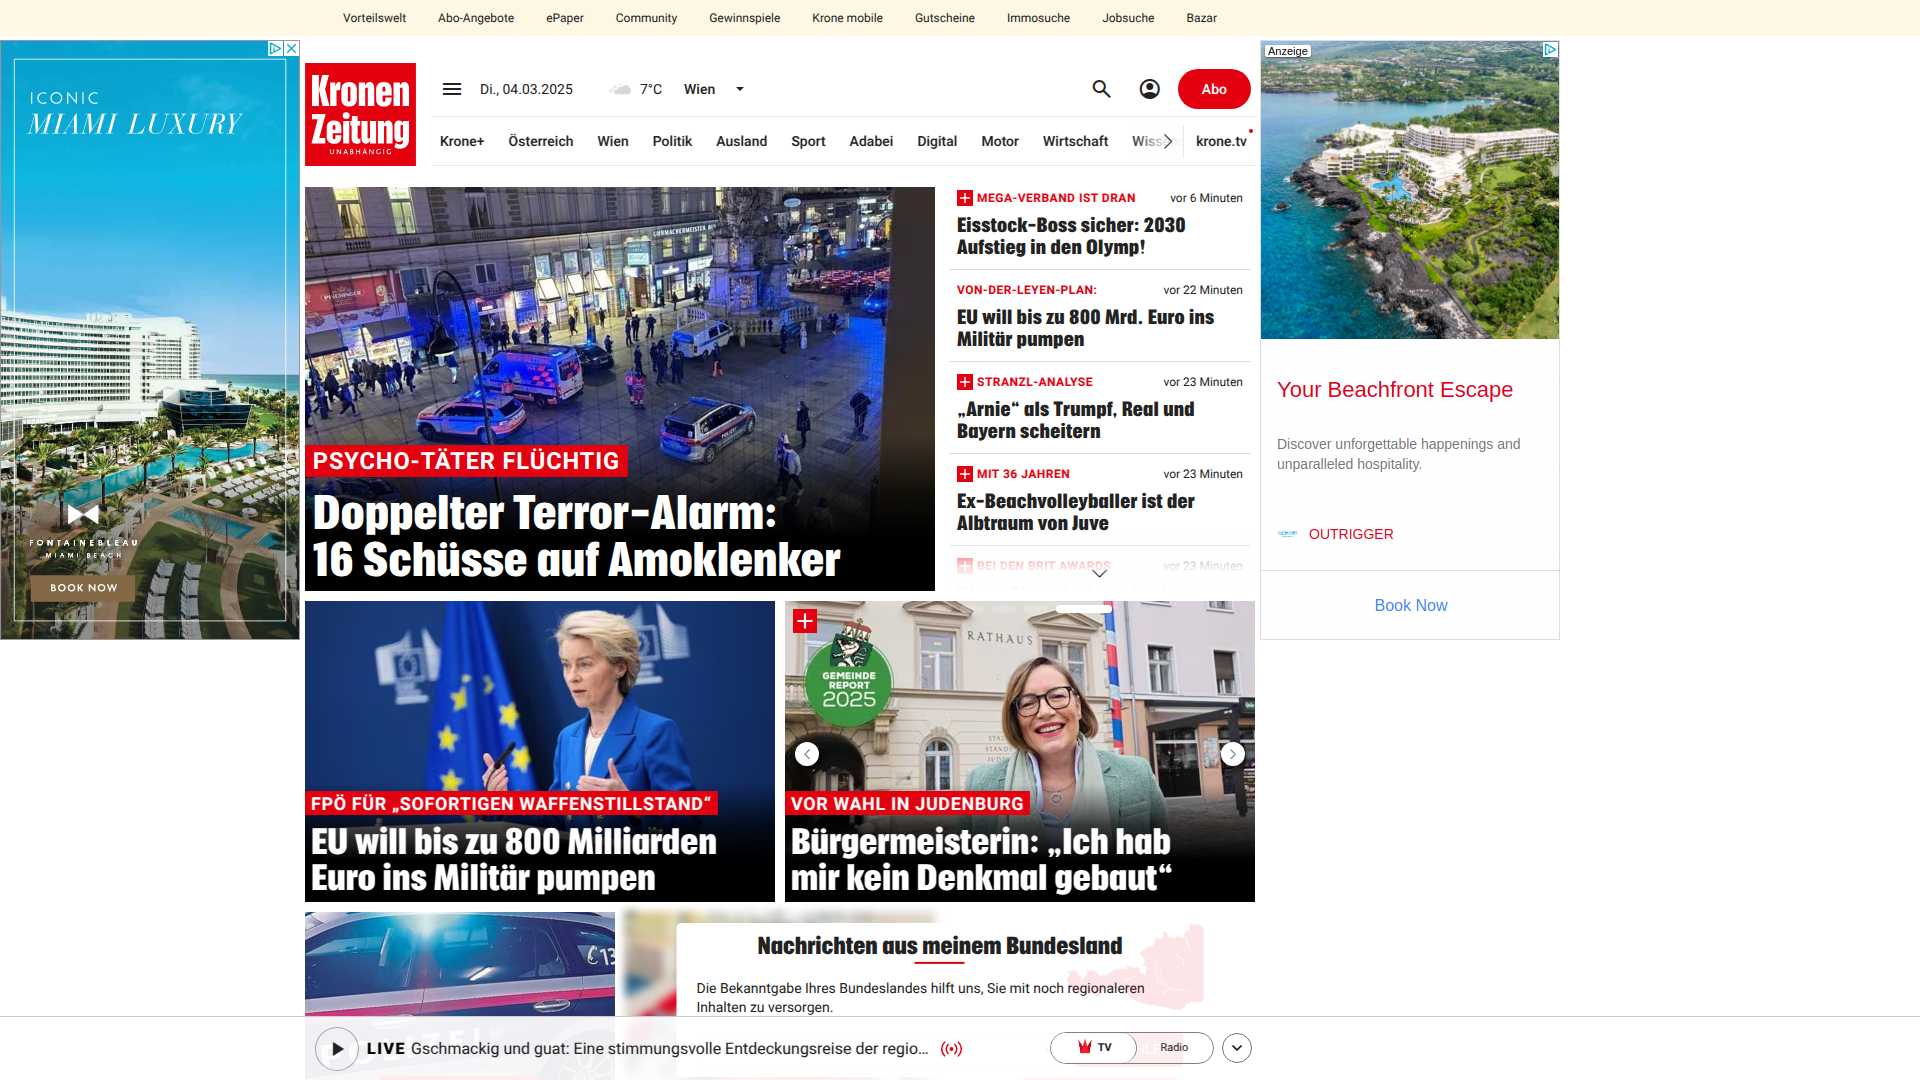 Vorteilswelt Abo-Angebote ePaper Community Gewinnspiele Krone mobile Gutscheine Immosuche Jobsuche Bazar
ICONIC
MIAMI LUXURY
FONTAINEBLEAU
MIAMI BEACH
BOOK NOW
Kronen
Zeitung
UNABHÄNGIG
Di., 04.03.2025 7°C Wien Abo
Krone+ Österreich Wien Politik Ausland Sport Adabei Digital Motor Wirtschaft krone.tv
PSYCHO-TÄTER FLÜCHTIG
Doppelter Terror-Alarm:
16 Schüsse auf Amoklenker
MEGA-VERBAND IST DRAN vor 6 Minuten
Eisstock-Boss sicher: 2030
Aufstieg in den Olymp!
VON-DER-LEYEN-PLAN: vor 22 Minuten
EU will bis zu 800 Mrd. Euro ins
Militär pumpen
STRANZL-ANALYSE vor 23 Minuten
„Arnie“ als Trumpf, Real und
Bayern scheitern
MIT 36 JAHREN vor 23 Minuten
Ex-Beachvolleyballer ist der
Albtraum von Juve
BEI DEN BRIT AWARDS vor 23 Minuten
FPÖ FÜR „SOFORTIGEN WAFFENSTILLSTAND“
EU will bis zu 800 Milliarden
Euro ins Militär pumpen
RATHAUS
GEMEINDE
REPORT
2025
VOR WAHL IN JUDENBURG
Bürgermeisterin: „Ich hab
mir kein Denkmal gebaut“
Nachrichten aus meinem Bundesland
Die Bekanntgabe Ihres Bundeslandes hilft uns, Sie mit noch regionaleren
Inhalten zu versorgen.
LIVE Gschmackig und guat: Eine stimmungsvolle Entdeckungsreise der regio...
TV Radio
Anzeige
Your Beachfront Escape
Discover unforgettable happenings and
unparalleled hospitality.
OUTRIGGER
Book Now